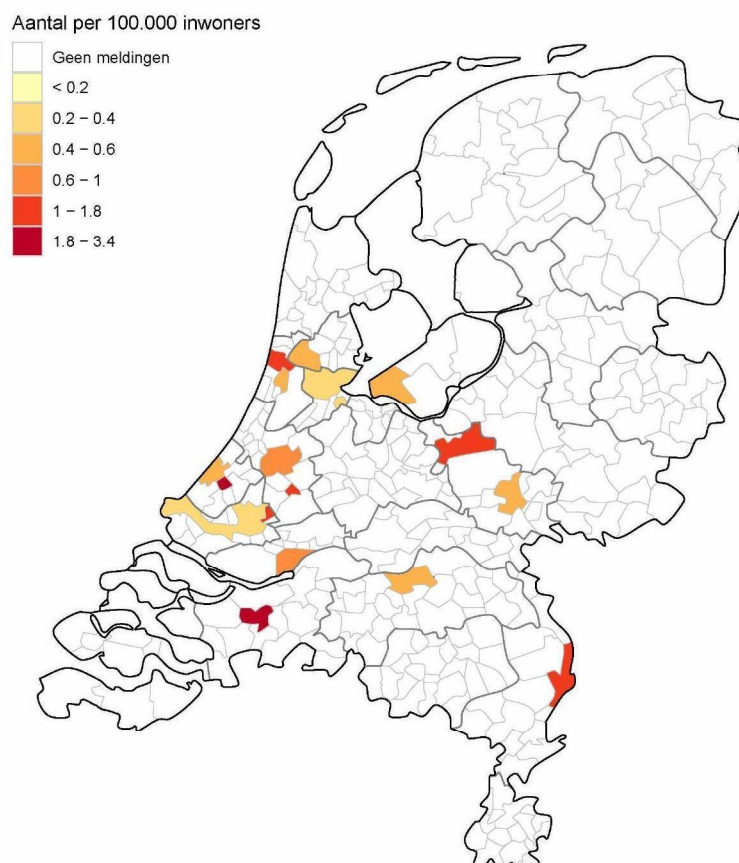 Aantal per 100.000 inwoners
Geen meldingen
< 0.2
0.2 – 0.4
0.4 – 0.6
0.6 – 1
1 – 1.8
1.8 – 3.4